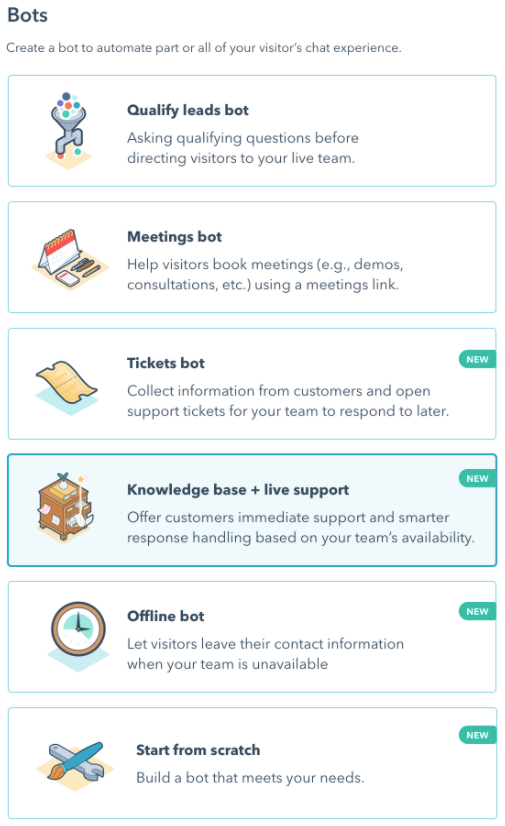 Bots
Create a bot to automate part or all of your visitor's chat experience.
Qualify leads bot
Asking qualifying questions before
directing visitors to your live team.
Meetings bot
Help visitors book meetings (e.g., demos,
consultations, etc.) using a meetings link.
NEW
Tickets bot
Collect information from customers and open
support tickets for your team to respond to later.
NEW
Knowledge base + live support
Offer customers immediate support and smarter
response handling based on your team's availability.
NEW
Offline bot
Let visitors leave their contact information
when your team is unavailable
NEW
Start from scratch
Build a bot that meets your needs.